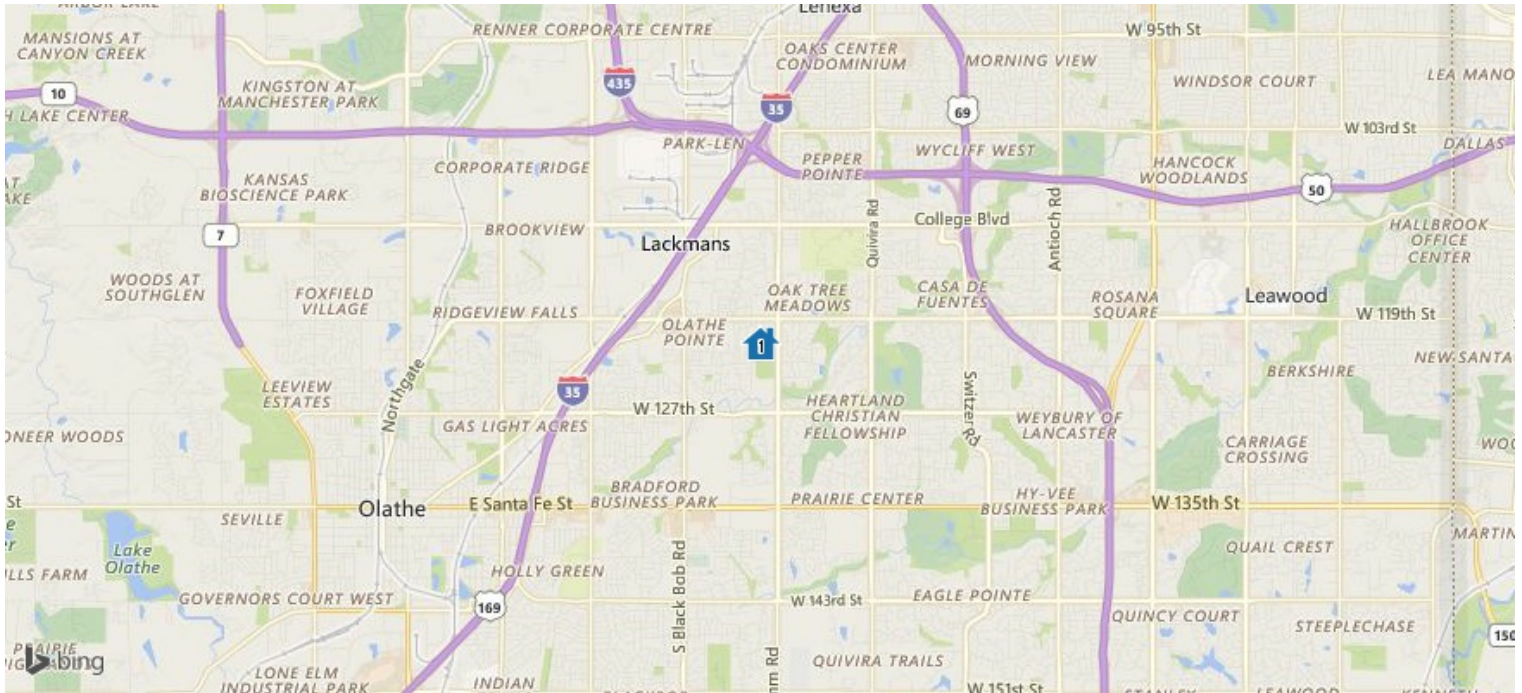 Lenexa
MANSIONS AT
CANYON CREEK
RENNER CORPORATE CENTRE
OAKS CENTER
CONDOMINIUM
MORNING VIEW
W 95th St
WINDSOR COURT
LEA MANO
10
KINGSTON AT
MANCHESTER PARK
435
35
69
H LAKE CENTER
W 103rd St
PARK-LEN
CORPORATE RIDGE
PEPPER
POINTE
WYCLIFF WEST
HANCOCK
WOODLANDS
DALLAS
KANSAS
BIOSCIENCE PARK
50
7
BROOKVIEW
Lackmans
Quivira Rd
College Blvd
Antioch Rd
HALLBROOK
OFFICE
CENTER
WOODS AT
SOUTHGLEN
FOXFIELD
VILLAGE
RIDGEVIEW FALLS
OAK TREE
MEADOWS
CASA DE
FUENTES
ROSANA
SQUARE
Leawood
W 119th St
OLATHE
POINTE
1
NEW SANTA
LEEVIEW
ESTATES
Northgate
35
BERKSHIRE
W 127th St
GAS LIGHT ACRES
HEARTLAND
CHRISTIAN
FELLOWSHIP
Switzer Rd
WEYBURY OF
LANCASTER
CARRIAGE
CROSSING
ONEER WOODS
WOO
BRADFORD
BUSINESS PARK
St
Olathe
E Santa Fe St
PRAIRIE CENTER
HY-VEE
BUSINESS PARK
W 135th St
SEVILLE
Lake
Olathe
QUAIL CREST
MARTIN
LLS FARM
HOLLY GREEN
S Black Bob Rd
GOVERNORS COURT WEST
169
W 143rd St
EAGLE POINTE
QUINCY COURT
STEEPLECHASE
150
PRAIRIE
bing
LONE ELM
INDUSTRIAL PARK
INDIAN
QUIVIRA TRAILS
W 151st St